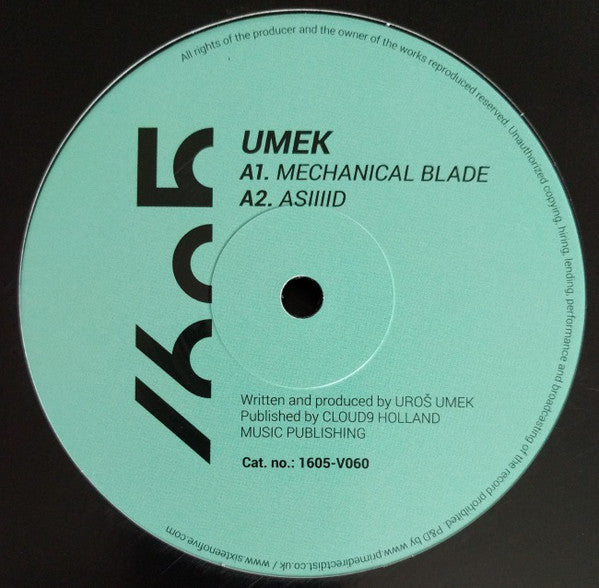 All rights of the producer and the owner of the works reproduced reserved. Unauthorized copying, hiring, lending, performance and broadcasting of the record prohibited. P&D by www.primedirectdist.co.uk / www.sixteenofive.com
1605
UMEK
A1. MECHANICAL BLADE
A2. ASIIIID
Written and produced by UROŠ UMEK
Published by CLOUD9 HOLLAND
MUSIC PUBLISHING
Cat. no.: 1605-V060